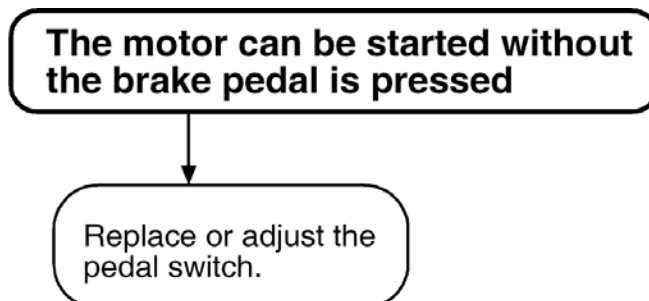 The motor can be started without
the brake pedal is pressed
Replace or adjust the
pedal switch.